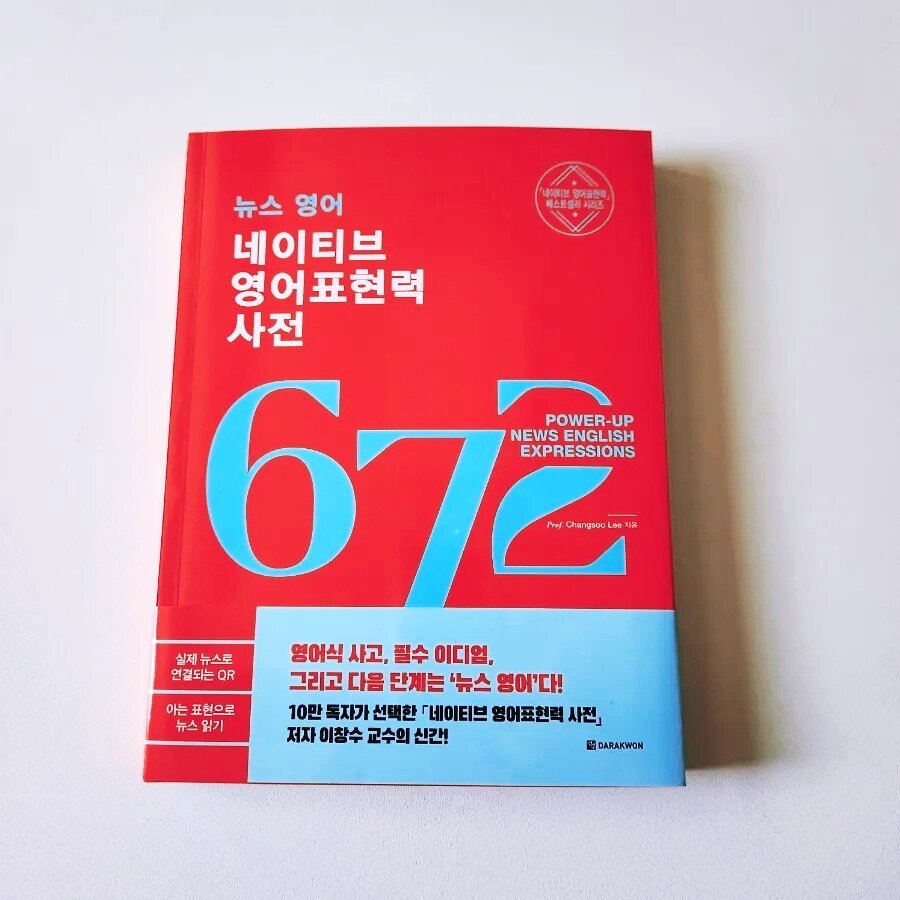 뉴스 영어
네이티브
영어표현력
사전
「네이티브 영어표현력」
베스트셀러 시리즈
672
POWER-UP
NEWS ENGLISH
EXPRESSIONS
Prof. Changsoo Lee 지음
실제 뉴스로
연결되는 QR
아는 표현으로
뉴스 읽기
영어식 사고, 필수 이디엄,
그리고 다음 단계는 ‘뉴스 영어’다!
10만 독자가 선택한 「네이티브 영어표현력 사전」
저자 이창수 교수의 신간!
DARAKWON